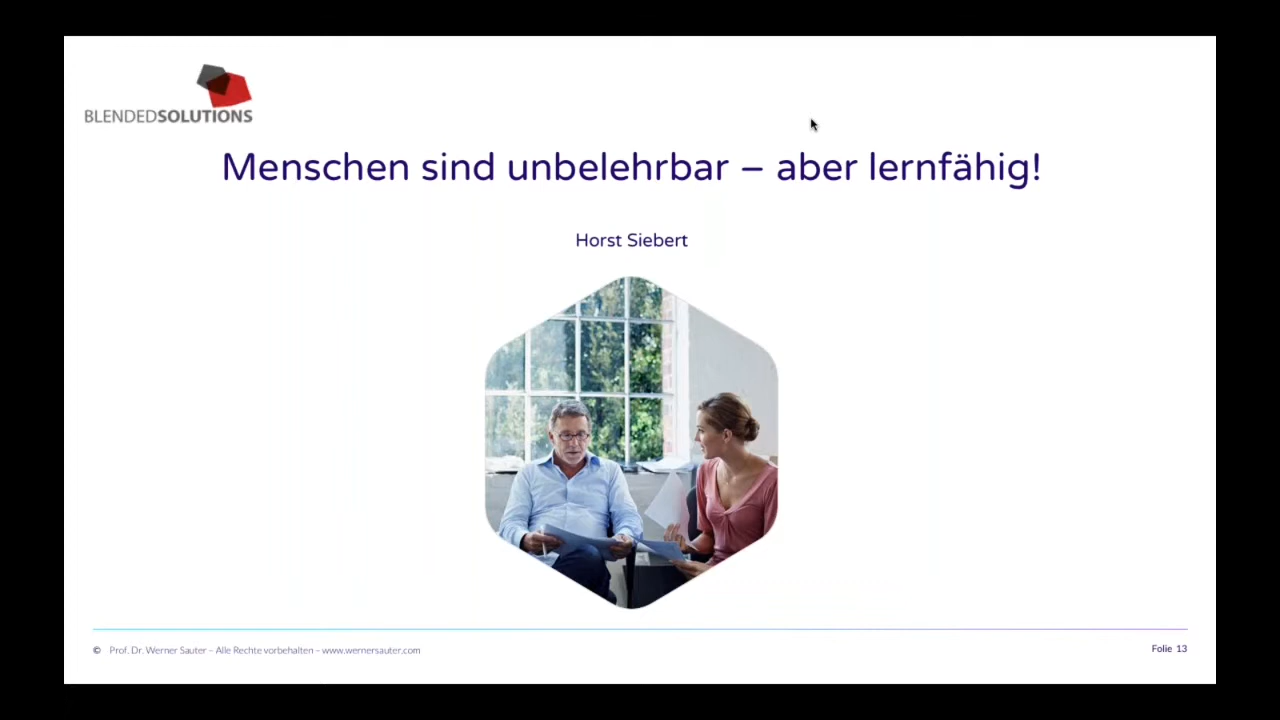 BLENDEDSOLUTIONS
Menschen sind unbelehrbar – aber lernfähig!
Horst Siebert
© Prof. Dr. Werner Sauter – Alle Rechte vorbehalten – www.wernersauter.com
Folie 13